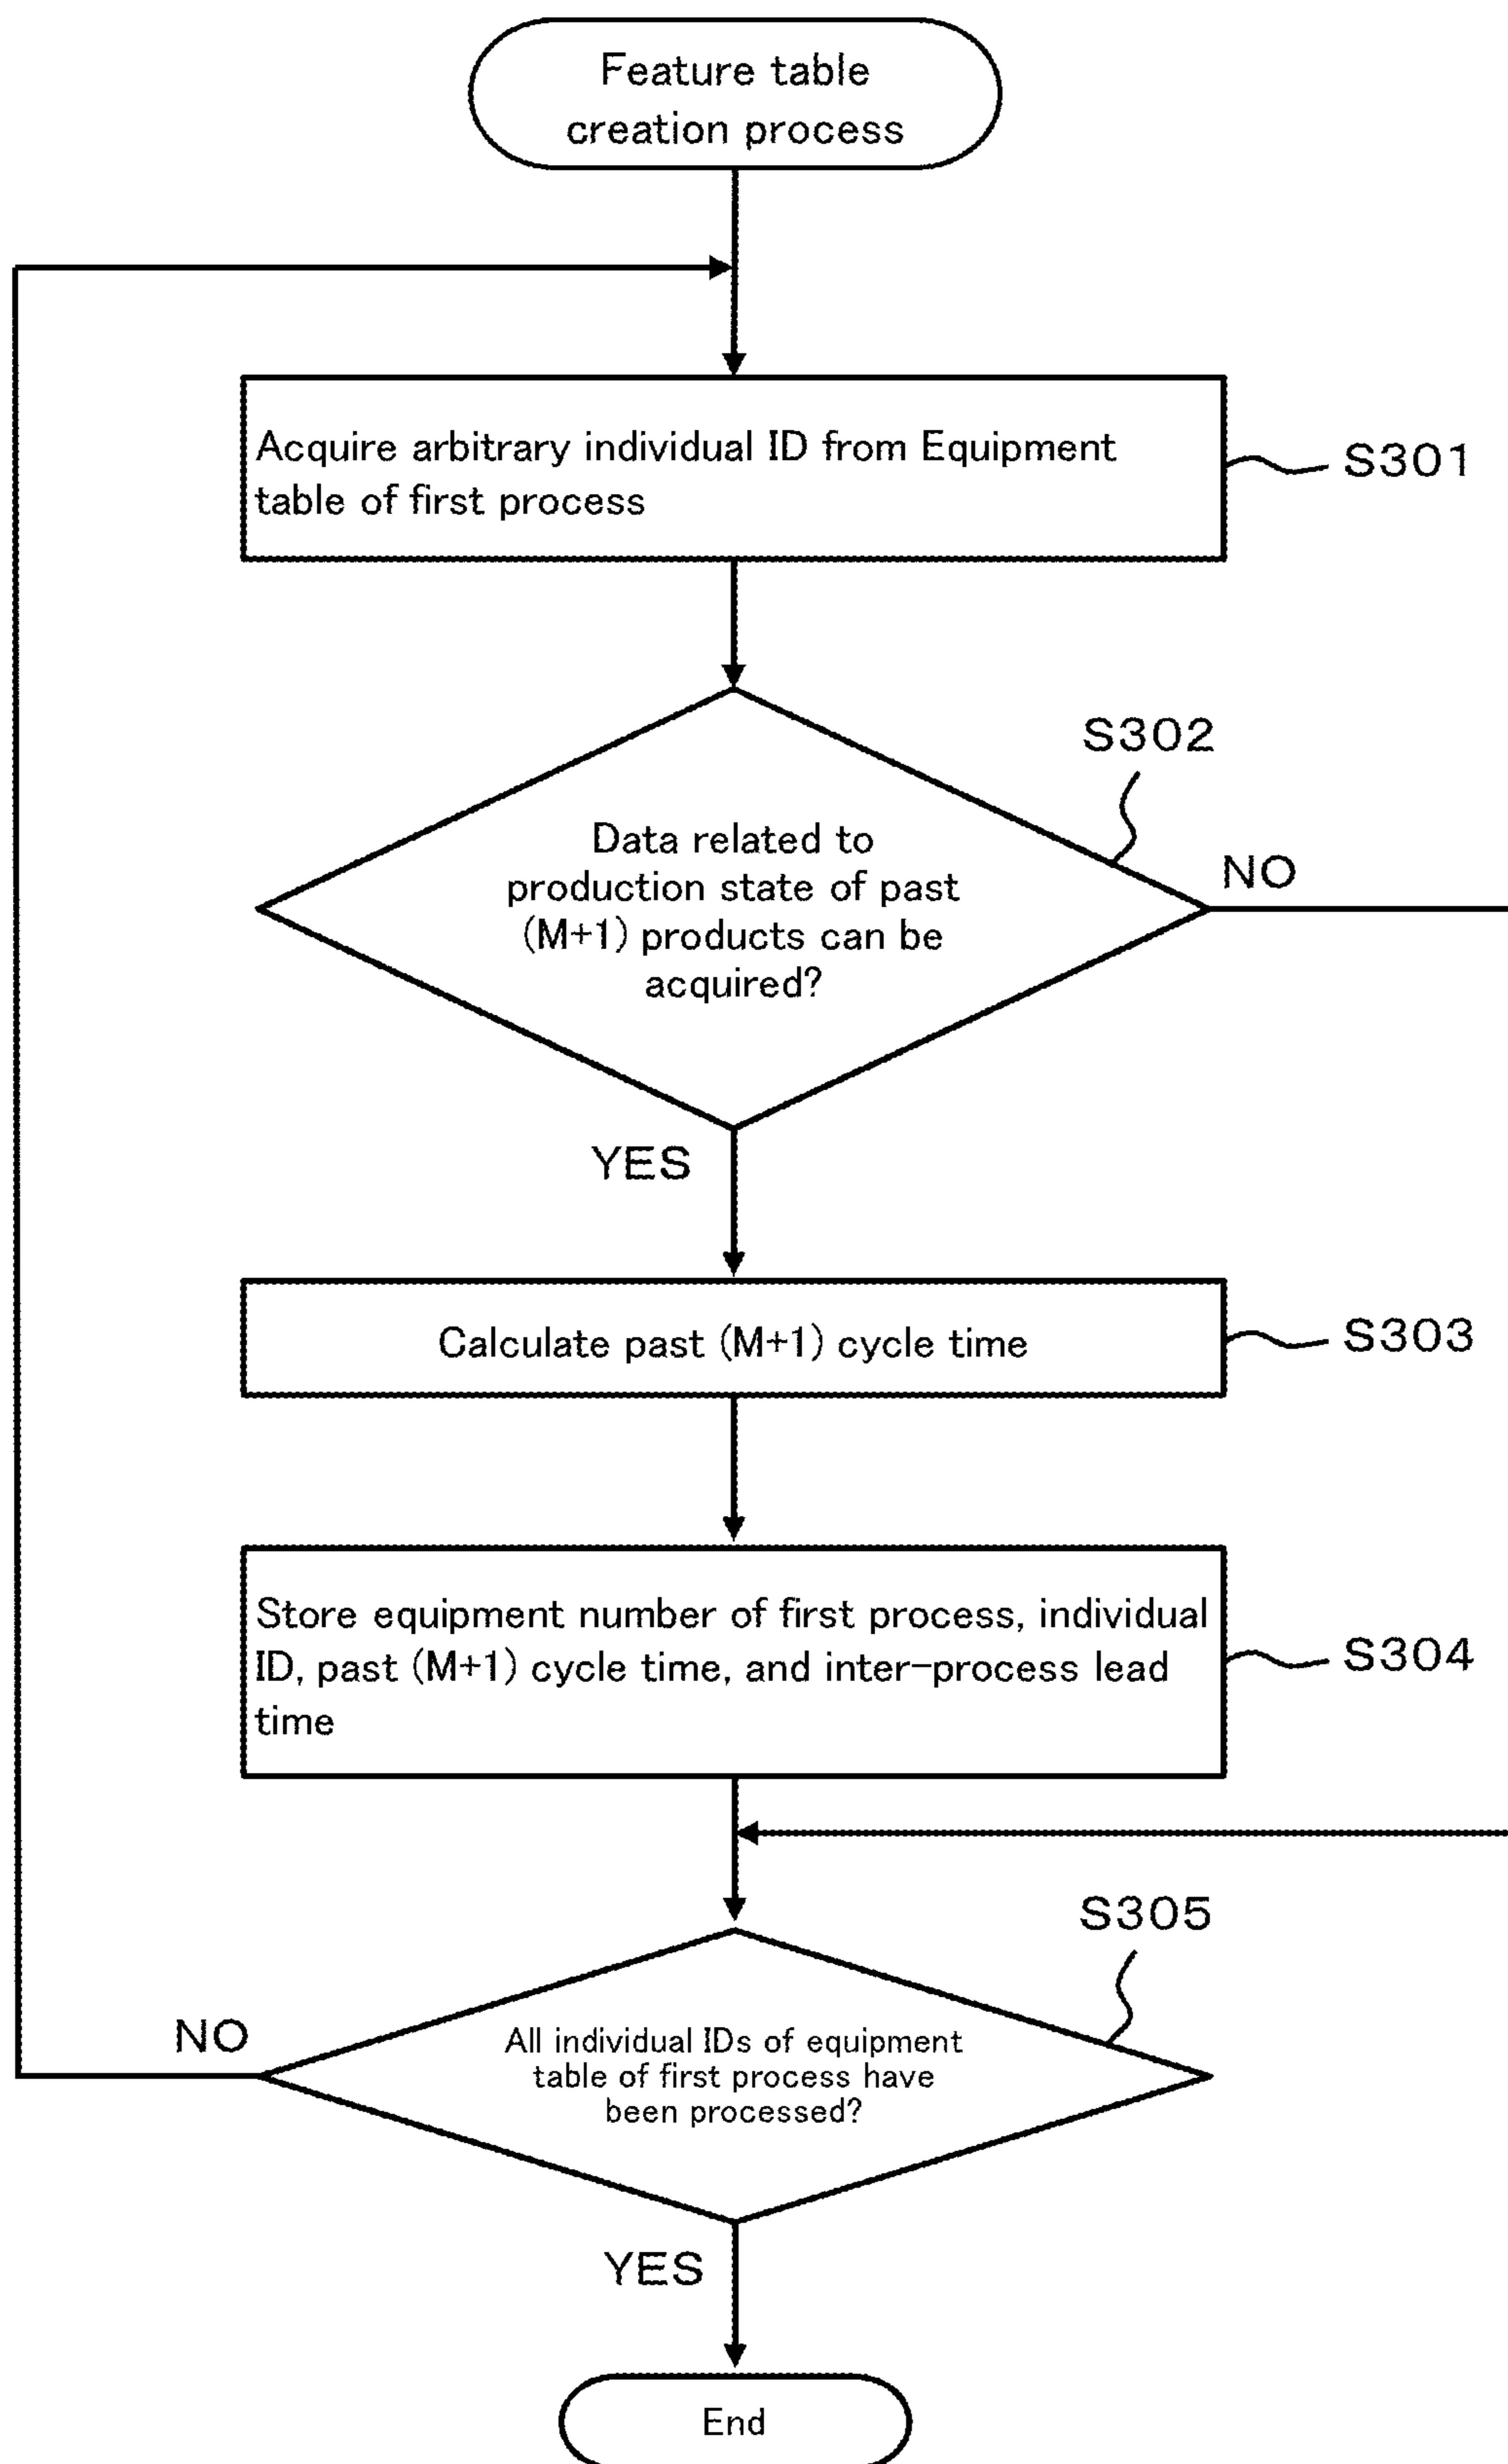 Feature table
creation process
Acquire arbitrary individual ID from Equipment
table of first process
S301
S302
Data related to
production state of past
(M+1) products can be
acquired?
NO
YES
Calculate past (M+1) cycle time
S303
Store equipment number of first process, individual
ID, past (M+1) cycle time, and inter-process lead
time
S304
S305
All individual IDs of equipment
table of first process have
been processed?
NO
YES
End